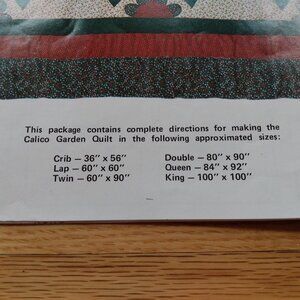 This package contains complete directions for making the
Calico Garden Quilt in the following approximated sizes:
Crib — 36" x 56"
Lap — 60" x 60"
Twin — 60" x 90"
Double — 80" x 90"
Queen — 84" x 92"
King — 100" x 100"